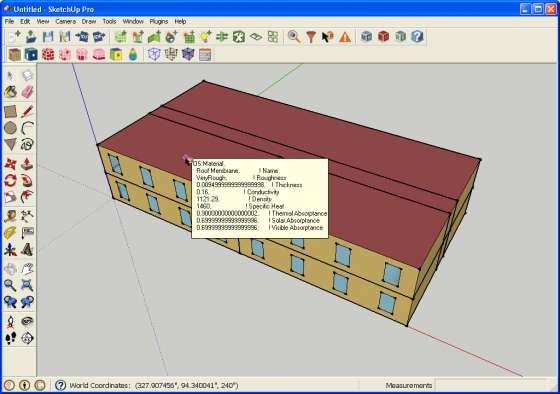 Untitled - SketchUp Pro
File Edit View Camera Draw Tools Window Plugins Help
OS:Material,
Roof Membrane, ! Name
VeryRough, ! Roughness
0.0094999999999999998, ! Thickness
0.16, ! Conductivity
1121.29, ! Density
1460, ! Specific Heat
0.90000000000000002, ! Thermal Absorptance
0.69999999999999996, ! Solar Absorptance
0.69999999999999996; ! Visible Absorptance
World Coordinates: (327.907456", 94.340041", 240") Measurements